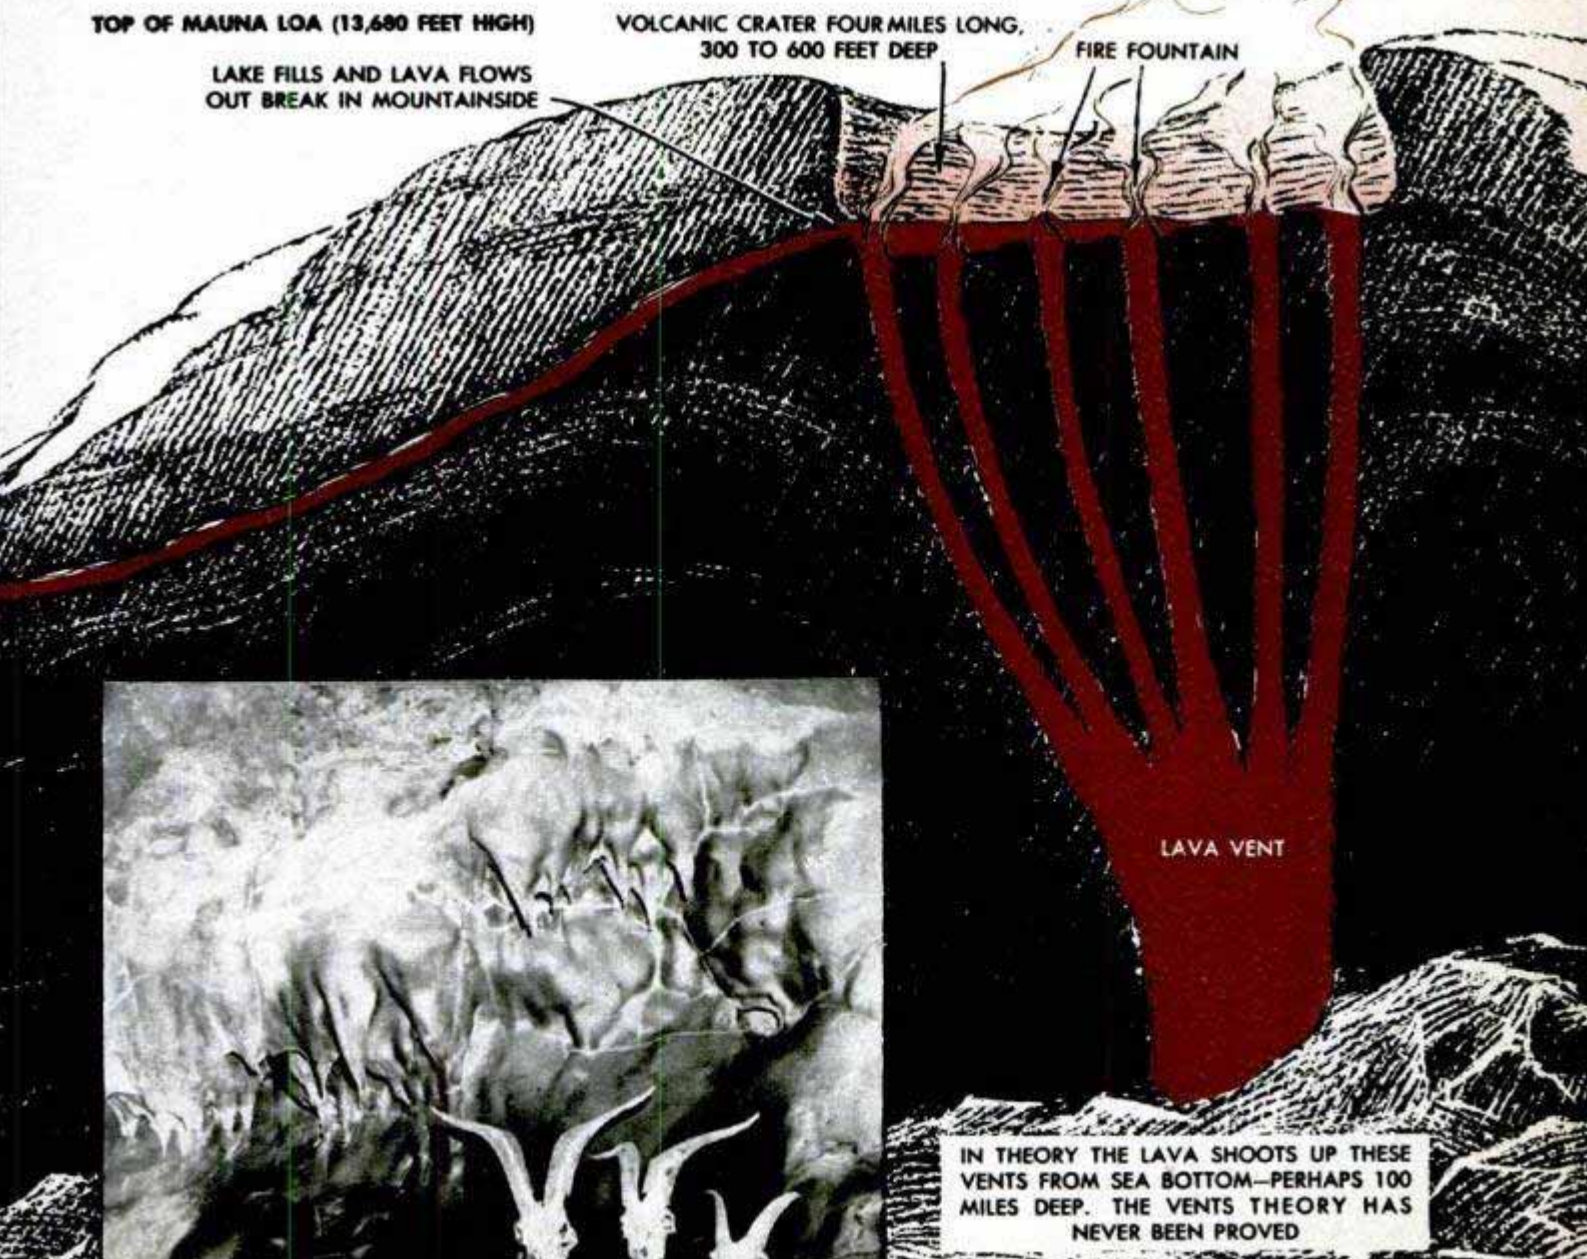 TOP OF MAUNA LOA (13,680 FEET HIGH)
LAKE FILLS AND LAVA FLOWS
OUT BREAK IN MOUNTAINSIDE
VOLCANIC CRATER FOUR MILES LONG,
300 TO 600 FEET DEEP
FIRE FOUNTAIN
LAVA VENT
IN THEORY THE LAVA SHOOTS UP THESE
VENTS FROM SEA BOTTOM—PERHAPS 100
MILES DEEP. THE VENTS THEORY HAS
NEVER BEEN PROVED